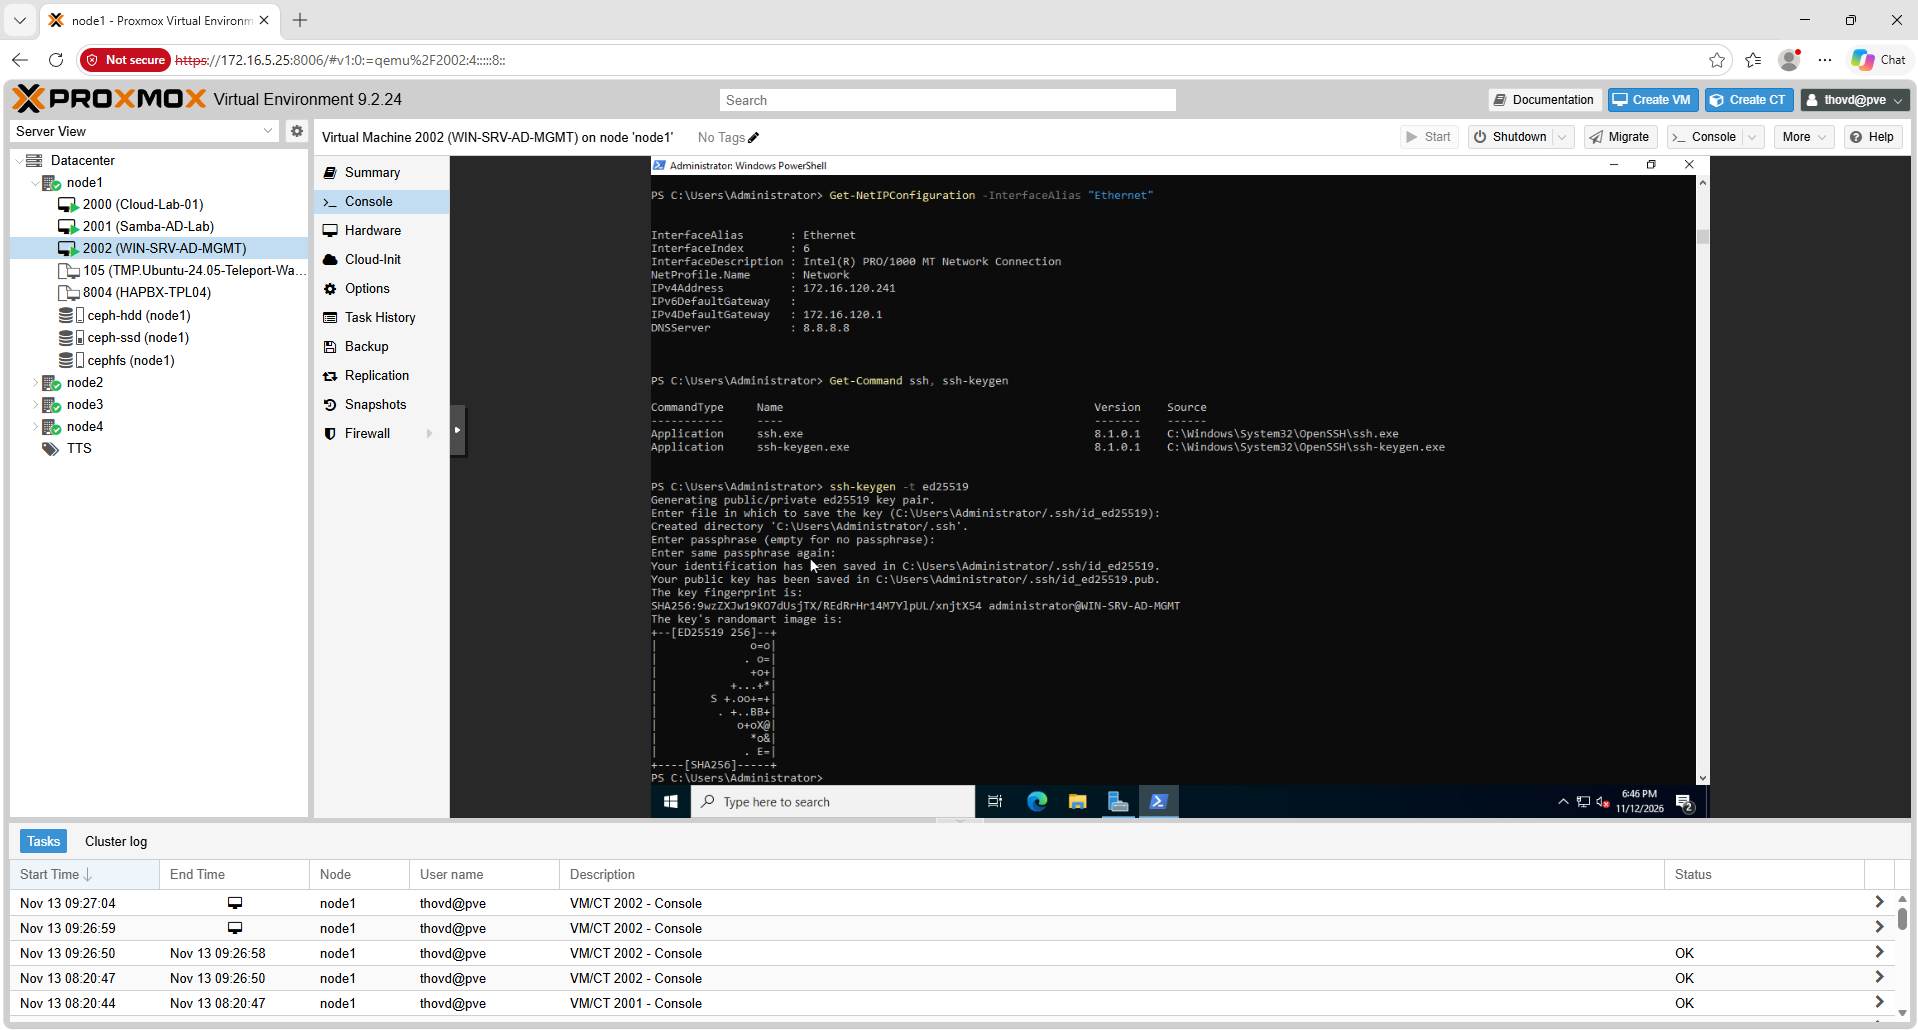 node1 - Proxmox Virtual Environm
Not secure https://172.16.5.25:8006/#v1:0:=qemu%2F2002:4:::::8::
Chat
PROXMOX Virtual Environment 9.2.24
Search
Documentation
Create VM
Create CT
thovd@pve
Server View
Virtual Machine 2002 (WIN-SRV-AD-MGMT) on node 'node1'
No Tags
Start
Shutdown
Migrate
Console
More
Help
Datacenter
node1
2000 (Cloud-Lab-01)
2001 (Samba-AD-Lab)
2002 (WIN-SRV-AD-MGMT)
105 (TMP.Ubuntu-24.05-Teleport-Wa...
8004 (HAPBX-TPL04)
ceph-hdd (node1)
ceph-ssd (node1)
cephfs (node1)
node2
node3
node4
TTS
Summary
Console
Hardware
Cloud-Init
Options
Task History
Backup
Replication
Snapshots
Firewall
Administrator: Windows PowerShell
PS C:\Users\Administrator> Get-NetIPConfiguration -InterfaceAlias "Ethernet"
InterfaceAlias : Ethernet
InterfaceIndex : 6
InterfaceDescription : Intel(R) PRO/1000 MT Network Connection
NetProfile.Name : Network
IPv4Address : 172.16.120.241
IPv6DefaultGateway :
IPv4DefaultGateway : 172.16.120.1
DNSServer : 8.8.8.8
PS C:\Users\Administrator> Get-Command ssh, ssh-keygen
CommandType Name Version Source
----------- ---- ------- ------
Application ssh.exe 8.1.0.1 C:\Windows\System32\OpenSSH\ssh.exe
Application ssh-keygen.exe 8.1.0.1 C:\Windows\System32\OpenSSH\ssh-keygen.exe
PS C:\Users\Administrator> ssh-keygen -t ed25519
Generating public/private ed25519 key pair.
Enter file in which to save the key (C:\Users\Administrator/.ssh/id_ed25519):
Created directory 'C:\Users\Administrator/.ssh'.
Enter passphrase (empty for no passphrase):
Enter same passphrase again:
Your identification has been saved in C:\Users\Administrator/.ssh/id_ed25519.
Your public key has been saved in C:\Users\Administrator/.ssh/id_ed25519.pub.
The key fingerprint is:
SHA256:9wzZXJw19KO7dUsjTX/REdRrHr14M7YlpUL/xnjtX54 administrator@WIN-SRV-AD-MGMT
The key's randomart image is:
+--[ED25519 256]--+
|              o=o|
|             . o=|
|              +o+|
|           +...+*|
|        S +.oo+=+|
|         . +..BB+|
|            o+oX@|
|              *o&|
|             . E=|
+----[SHA256]-----+
PS C:\Users\Administrator>
Type here to search
6:46 PM
11/12/2026
2
Tasks
Cluster log
Start Time End Time Node User name Description Status
Nov 13 09:27:04 node1 thovd@pve VM/CT 2002 - Console
Nov 13 09:26:59 node1 thovd@pve VM/CT 2002 - Console
Nov 13 09:26:50 Nov 13 09:26:58 node1 thovd@pve VM/CT 2002 - Console OK
Nov 13 08:20:47 Nov 13 09:26:50 node1 thovd@pve VM/CT 2002 - Console OK
Nov 13 08:20:44 Nov 13 08:20:47 node1 thovd@pve VM/CT 2001 - Console OK